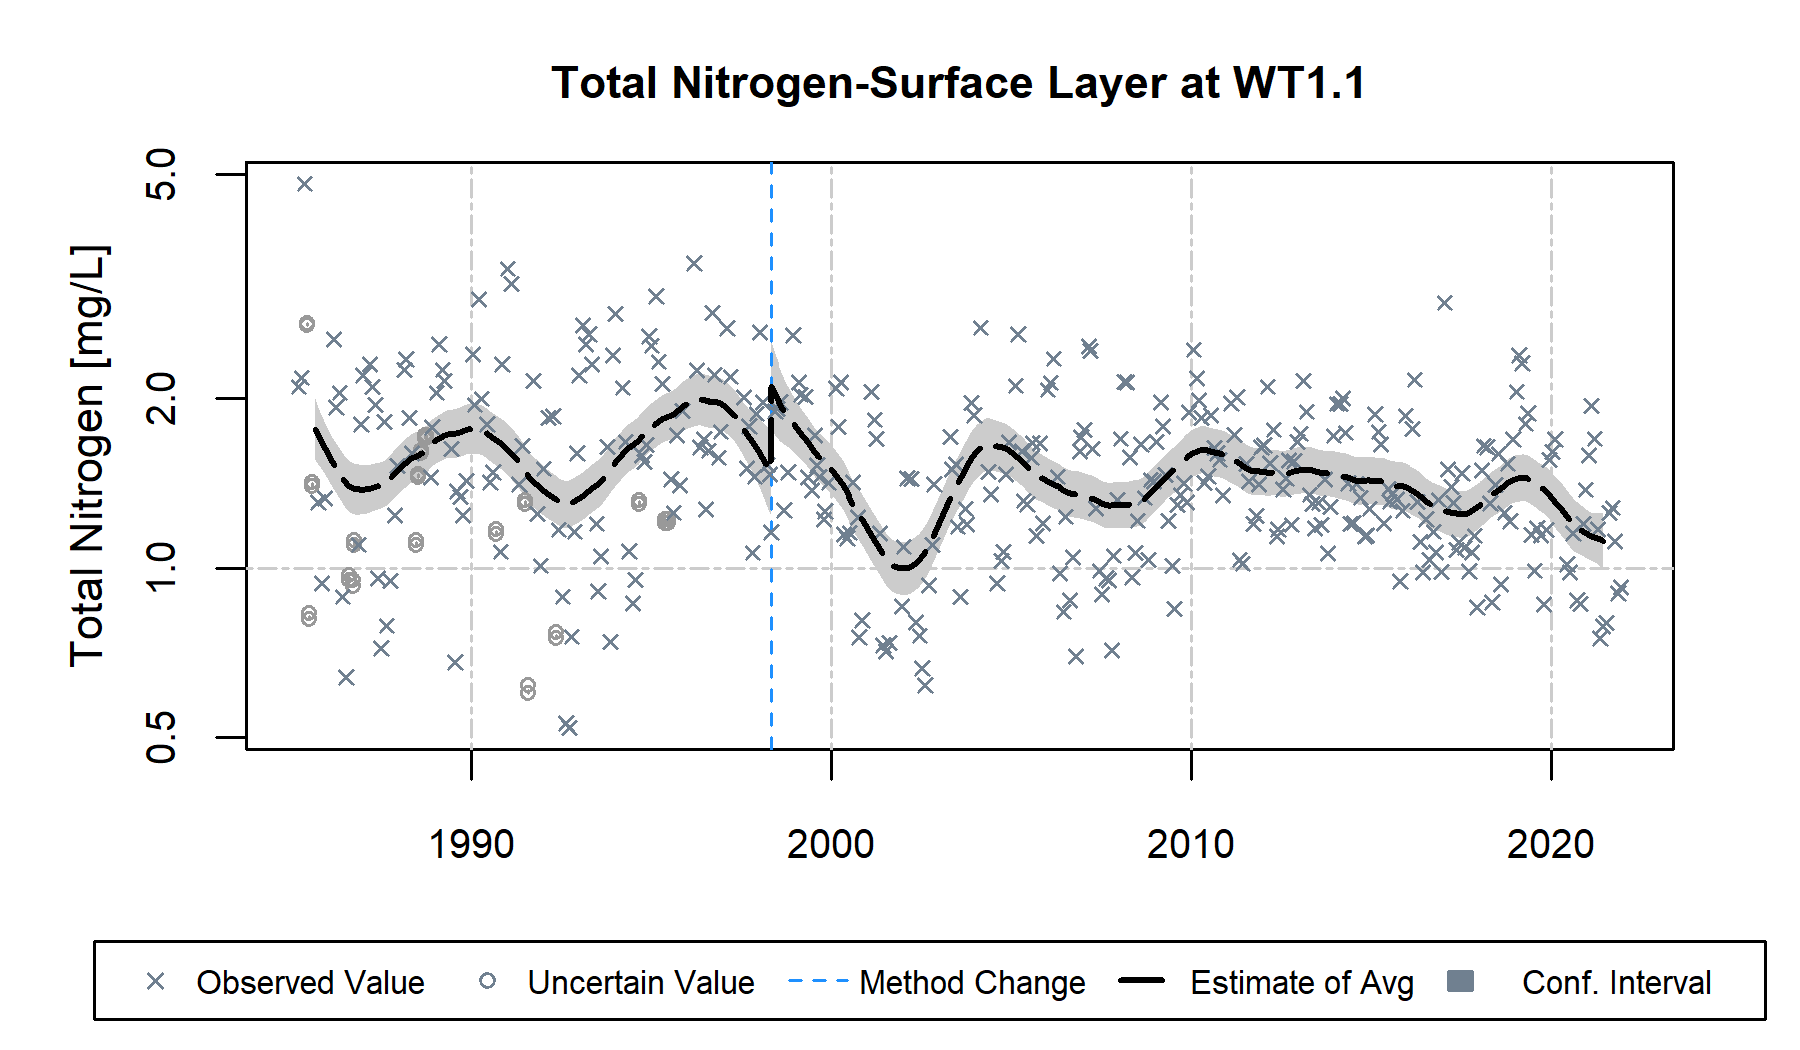 Total Nitrogen-Surface Layer at WT1.1
Total Nitrogen [mg/L]
5.0
2.0
1.0
0.5
1990 2000 2010 2020
Observed Value Uncertain Value Method Change Estimate of Avg Conf. Interval